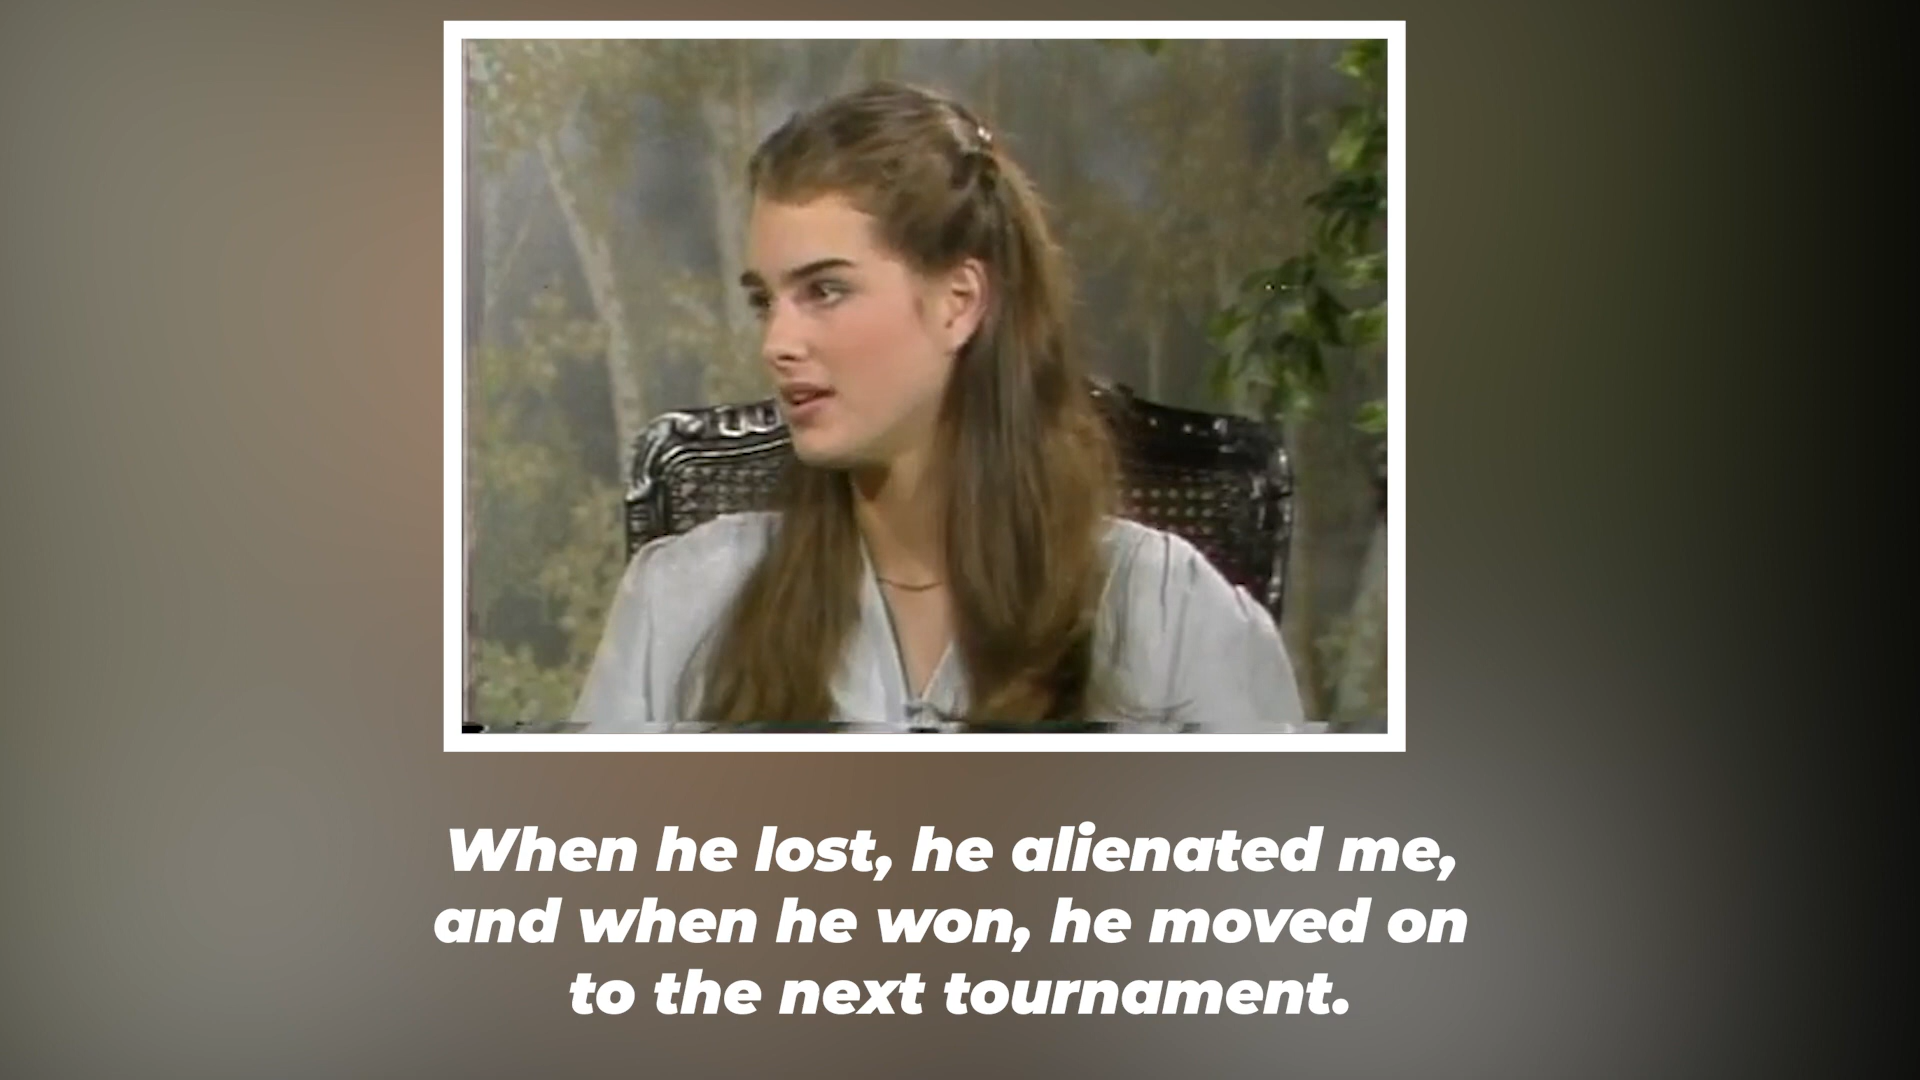 When he lost, he alienated me,
and when he won, he moved on
to the next tournament.